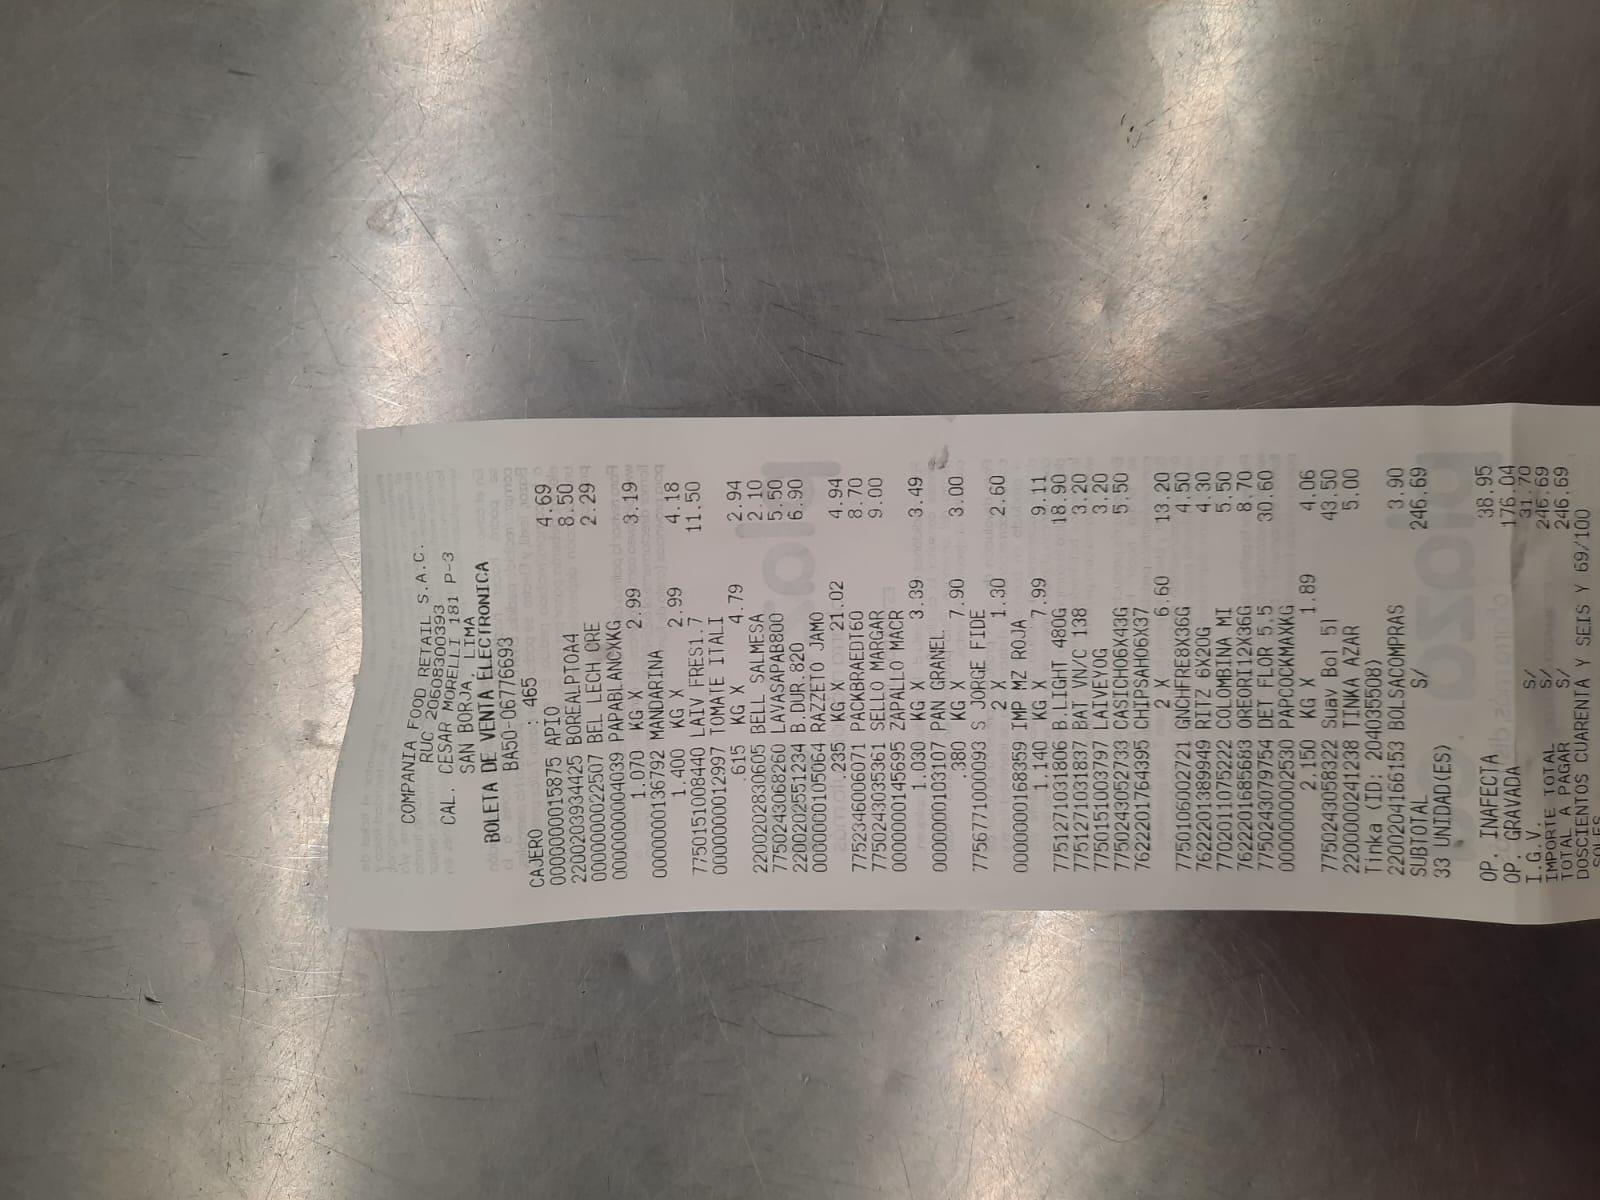 COMPANIA FOOD RETAIL S.A.C.
RUC 20608300393
CAL. CESAR MORELLI 181 P-3
SAN BORJA, LIMA
BOLETA DE VENTA ELECTRONICA
BA50-06776693
CAJERO : 465
000000015875 APIO 4.69
2200203934425 BOREALPTOA4 8.50
000000022507 BEL LECH CRE 2.29
000000004039 PAPABLANCXKG
1.070 KG X 2.99 3.19
000000136792 MANDARINA
1.400 KG X 2.99 4.18
7750151008440 LAIV FRES1.7 11.50
000000012997 TOMATE ITALI
.615 KG X 4.79 2.94
2200202830605 BELL SALMESA 2.10
7750243068260 LAVASAPAB800 5.50
2200202551234 B.DUR.820 6.90
000000105064 RAZZETO JAMO
.235 KG X 21.02 4.94
7752346006071 PACKBRAEDT60 8.70
7750243035361 SELLO MARGAR 9.00
000000145695 ZAPALLO MACR
1.030 KG X 3.39 3.49
000000103107 PAN GRANEL
.380 KG X 7.90 3.00
7756771000093 S JORGE FIDE
2 X 1.30 2.60
000000168359 IMP MZ ROJA
1.140 KG X 7.99 9.11
7751271031806 B.LIGHT 480G 18.90
7751271031837 BAT VN/C 138 3.20
7750151003797 LAIVEYOG 3.20
7750243052733 CASICHO6X43G 5.50
7622201764395 CHIPSAHO6X37
2 X 6.60 13.20
7750106002721 GNCHFRE8X36G 4.50
7622201389949 RITZ 6X20G 4.30
7702011075222 COLOMBINA MI 5.50
7622201685683 OREORI12X36G 8.70
7750243079754 DET FLOR 5.5 30.60
000000002530 PAPCOCKMAXKG
2.150 KG X 1.89 4.06
7750243058322 Suav Bol 5l 43.50
2200000241238 TINKA AZAR 5.00
Tinka (ID: 204035508)
2200204166153 BOLSACOMPRAS 3.90
SUBTOTAL S/ 246.69
33 UNIDAD(ES)
OP. INAFECTA 38.95
OP. GRAVADA 176.04
I.G.V. S/ 31.70
IMPORTE TOTAL S/ 246.69
TOTAL A PAGAR S/ 246.69
DOSCIENTOS CUARENTA Y SEIS Y 69/100
SOLES